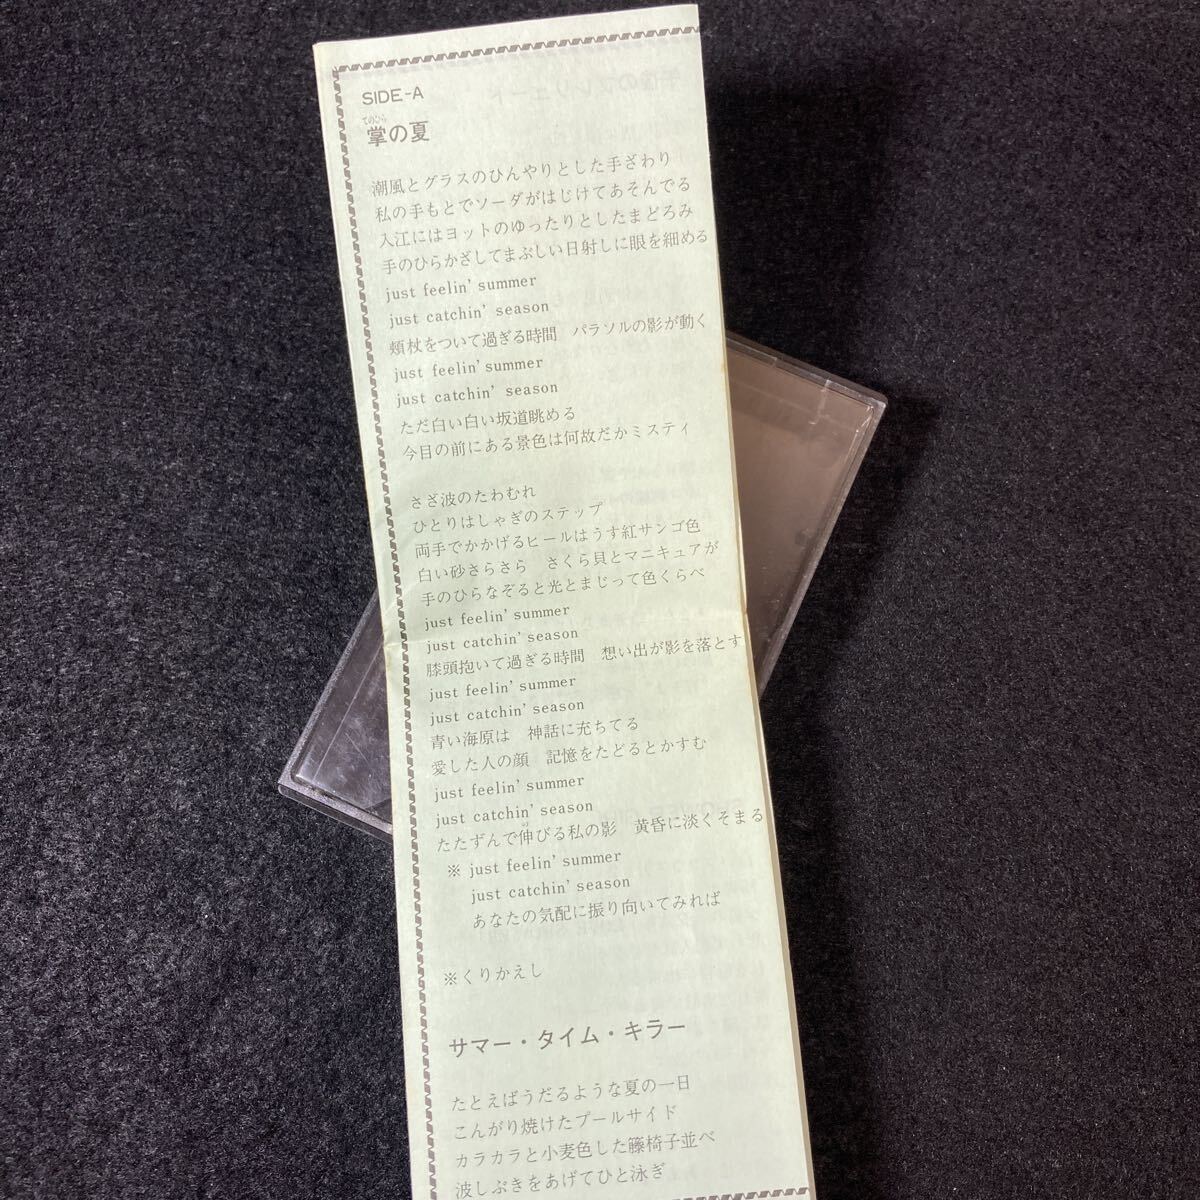 SIDE-A
てのひら
掌の夏
潮風とグラスのひんやりとした手ざわり
私の手もとでソーダがはじけてあそんでる
入江にはヨットのゆったりとしたまどろみ
手のひらかざしてまぶしい日射しに眼を細める
just feelin' summer
just catchin' season
頬杖をついて過ぎる時間　パラソルの影が動く
just feelin' summer
just catchin' season
ただ白い白い坂道眺める
今目の前にある景色は何故だかミスティ
さざ波のたわむれ
ひとりはしゃぎのステップ
両手でかかげるヒールはうす紅サンゴ色
白い砂さらさら　さくら貝とマニキュアが
手のひらなぞると光とまじって色くらべ
just feelin' summer
just catchin' season
膝頭抱いて過ぎる時間　想い出が影を落とす
just feelin' summer
just catchin' season
青い海原は　神話に充ちてる
愛した人の顔　記憶をたどるとかすむ
just feelin' summer
just catchin' season
たたずんで伸びる私の影　黄昏に淡くそまる
※ just feelin' summer
just catchin' season
あなたの気配に振り向いてみれば
※くりかえし
サマー・タイム・キラー
たとえばうだるような夏の一日
こんがり焼けたプールサイド
カラカラと小麦色した籐椅子並べ
波しぶきをあげてひと泳ぎ